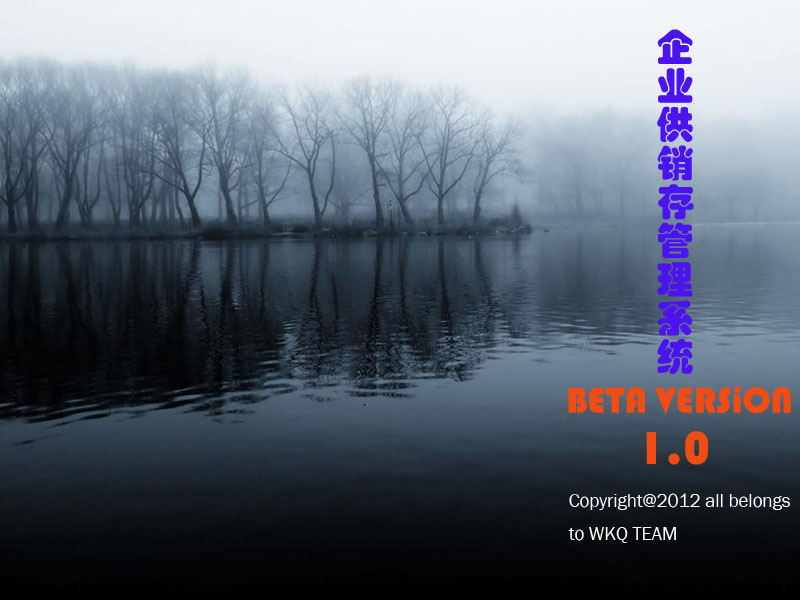 企业供销存管理系统
BETA VERSiON
1.0
Copyright@2012 all belongs
to WKQ TEAM